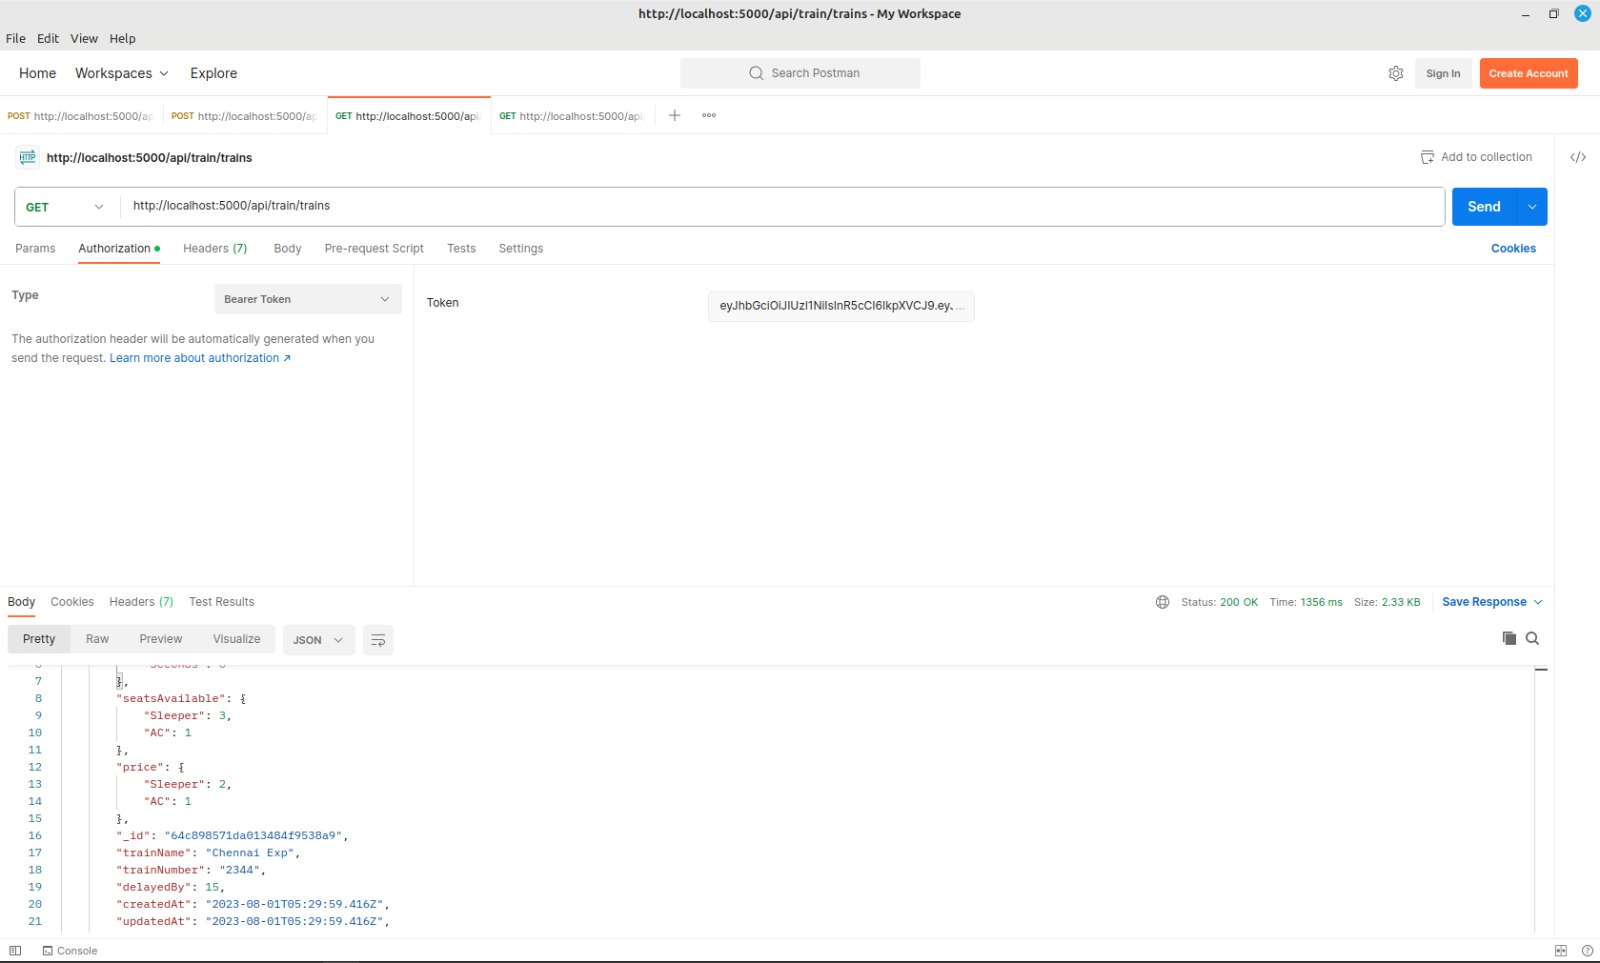 http://localhost:5000/api/train/trains - My Workspace
File Edit View Help
Home Workspaces Explore Search Postman Sign In Create Account
POST http://localhost:5000/ap POST http://localhost:5000/ap GET http://localhost:5000/api/ GET http://localhost:5000/api/
HTTP http://localhost:5000/api/train/trains Add to collection
GET http://localhost:5000/api/train/trains Send
Params Authorization Headers (7) Body Pre-request Script Tests Settings Cookies
Type Bearer Token Token eyJhbGciOiJIUzI1NiIsInR5cCI6IkpXVCJ9.eyJ...
The authorization header will be automatically generated when you
send the request. Learn more about authorization ↗
Body Cookies Headers (7) Test Results Status: 200 OK Time: 1356 ms Size: 2.33 KB Save Response
Pretty Raw Preview Visualize JSON
6 "Seconds": 0
7 },
8 "seatsAvailable": {
9 "Sleeper": 3,
10 "AC": 1
11 },
12 "price": {
13 "Sleeper": 2,
14 "AC": 1
15 },
16 "_id": "64c898571da013484f9538a9",
17 "trainName": "Chennai Exp",
18 "trainNumber": "2344",
19 "delayedBy": 15,
20 "createdAt": "2023-08-01T05:29:59.416Z",
21 "updatedAt": "2023-08-01T05:29:59.416Z",
Console